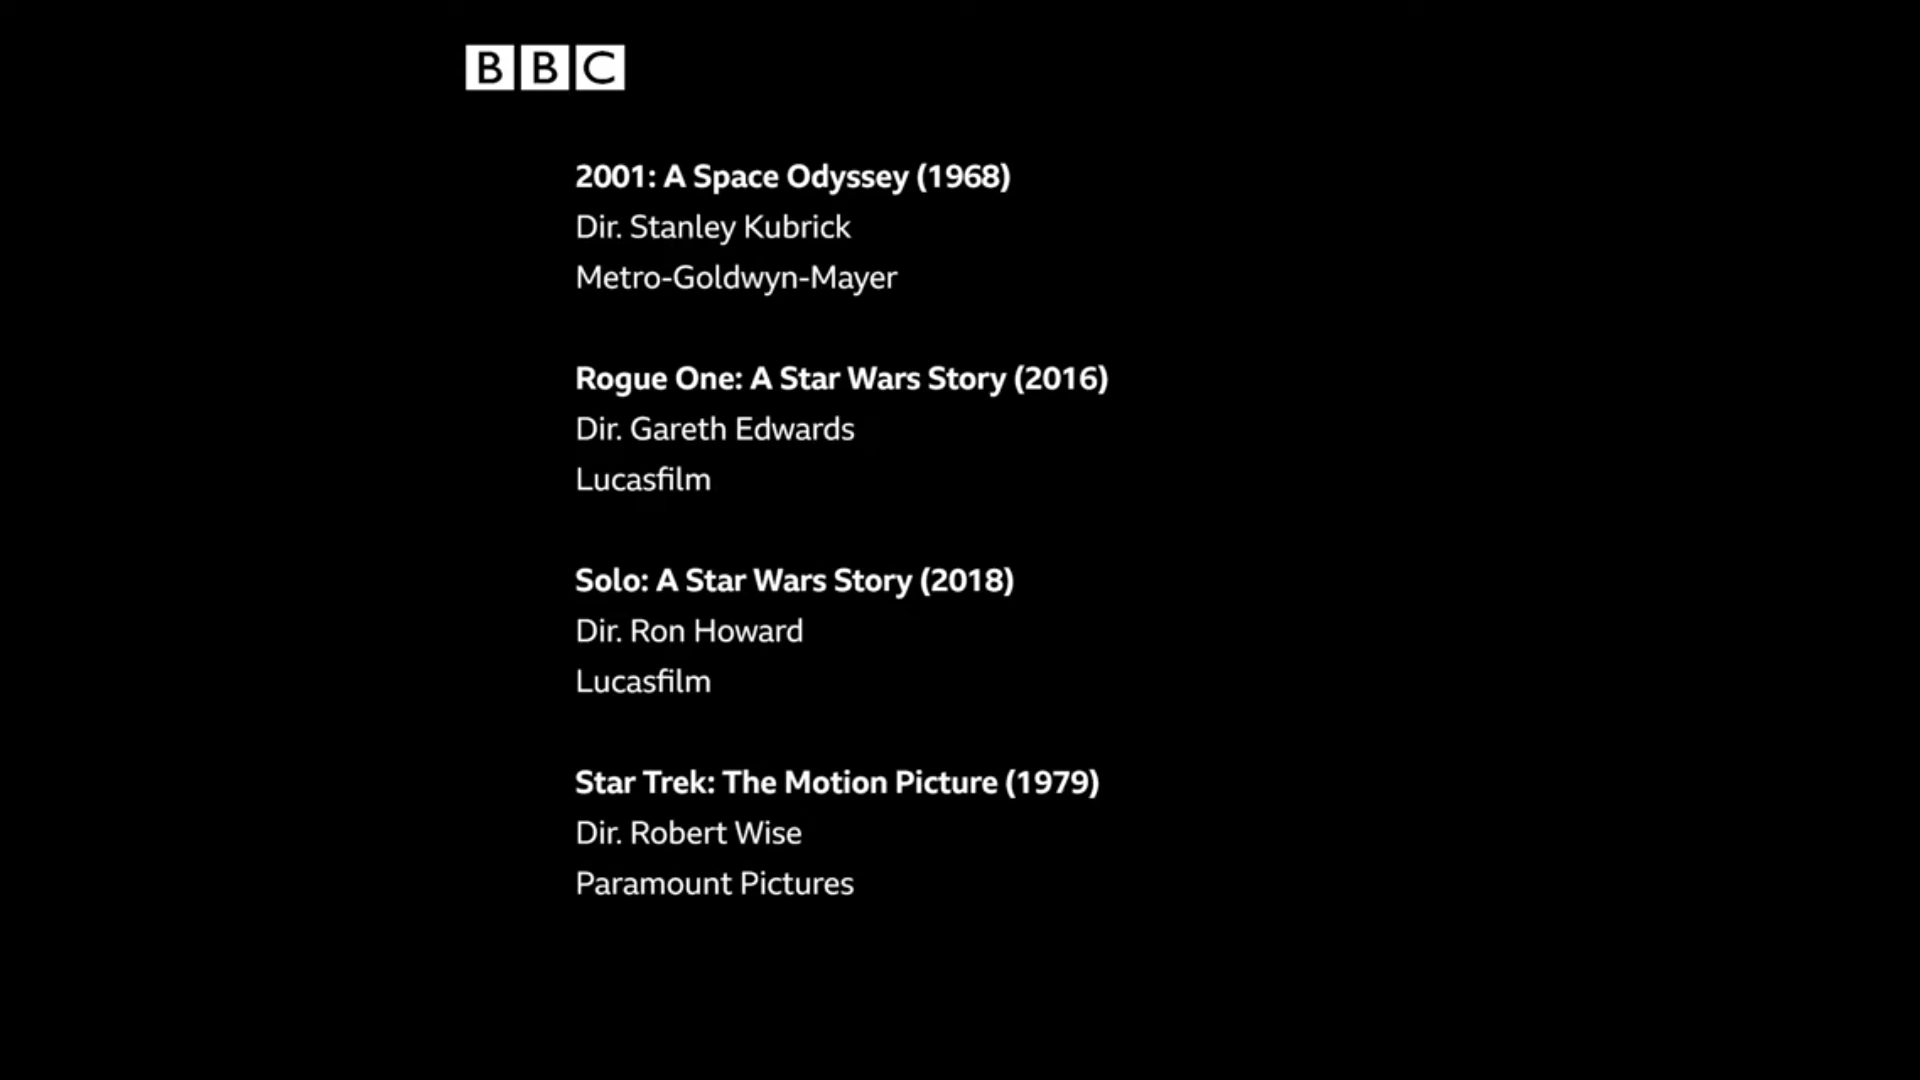 BBC
2001: A Space Odyssey (1968)
Dir. Stanley Kubrick
Metro-Goldwyn-Mayer
Rogue One: A Star Wars Story (2016)
Dir. Gareth Edwards
Lucasfilm
Solo: A Star Wars Story (2018)
Dir. Ron Howard
Lucasfilm
Star Trek: The Motion Picture (1979)
Dir. Robert Wise
Paramount Pictures